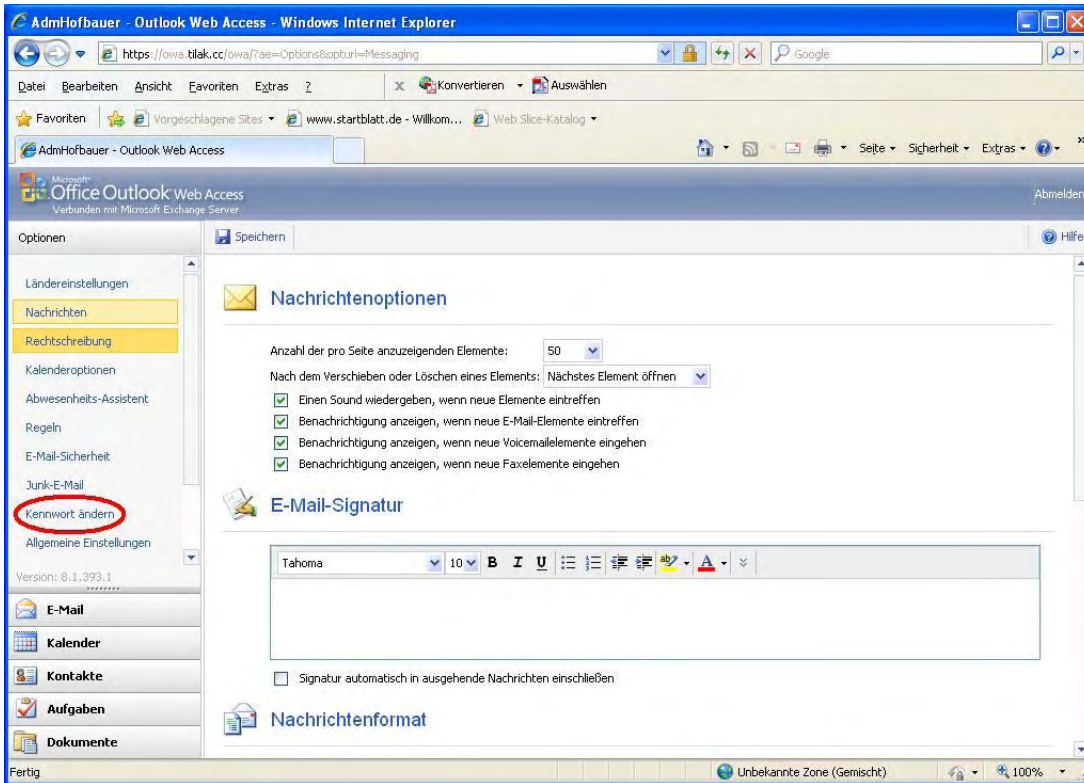 AdmHofbauer - Outlook Web Access - Windows Internet Explorer
https://owa.tilak.cc/owa/?ae=Options&opturl=Messaging
Google
Datei Bearbeiten Ansicht Favoriten Extras ? x Konvertieren Auswählen
Favoriten Vorgeschlagene Sites www.startblatt.de - Willkom... Web Slice-Katalog
AdmHofbauer - Outlook Web Access
Seite Sicherheit Extras
Microsoft
Office Outlook Web Access
Verbunden mit Microsoft Exchange Server
Abmelden
Optionen
Speichern
Hilfe
Ländereinstellungen
Nachrichten
Rechtschreibung
Kalenderoptionen
Abwesenheits-Assistent
Regeln
E-Mail-Sicherheit
Junk-E-Mail
Kennwort ändern
Allgemeine Einstellungen
Version: 8.1.393.1
E-Mail
Kalender
Kontakte
Aufgaben
Dokumente
Nachrichtenoptionen
Anzahl der pro Seite anzuzeigenden Elemente: 50
Nach dem Verschieben oder Löschen eines Elements: Nächstes Element öffnen
Einen Sound wiedergeben, wenn neue Elemente eintreffen
Benachrichtigung anzeigen, wenn neue E-Mail-Elemente eintreffen
Benachrichtigung anzeigen, wenn neue Voicemailelemente eingehen
Benachrichtigung anzeigen, wenn neue Faxelemente eingehen
E-Mail-Signatur
Tahoma 10 B I U ab A
Signatur automatisch in ausgehende Nachrichten einschließen
Nachrichtenformat
Fertig
Unbekannte Zone (Gemischt)
100%